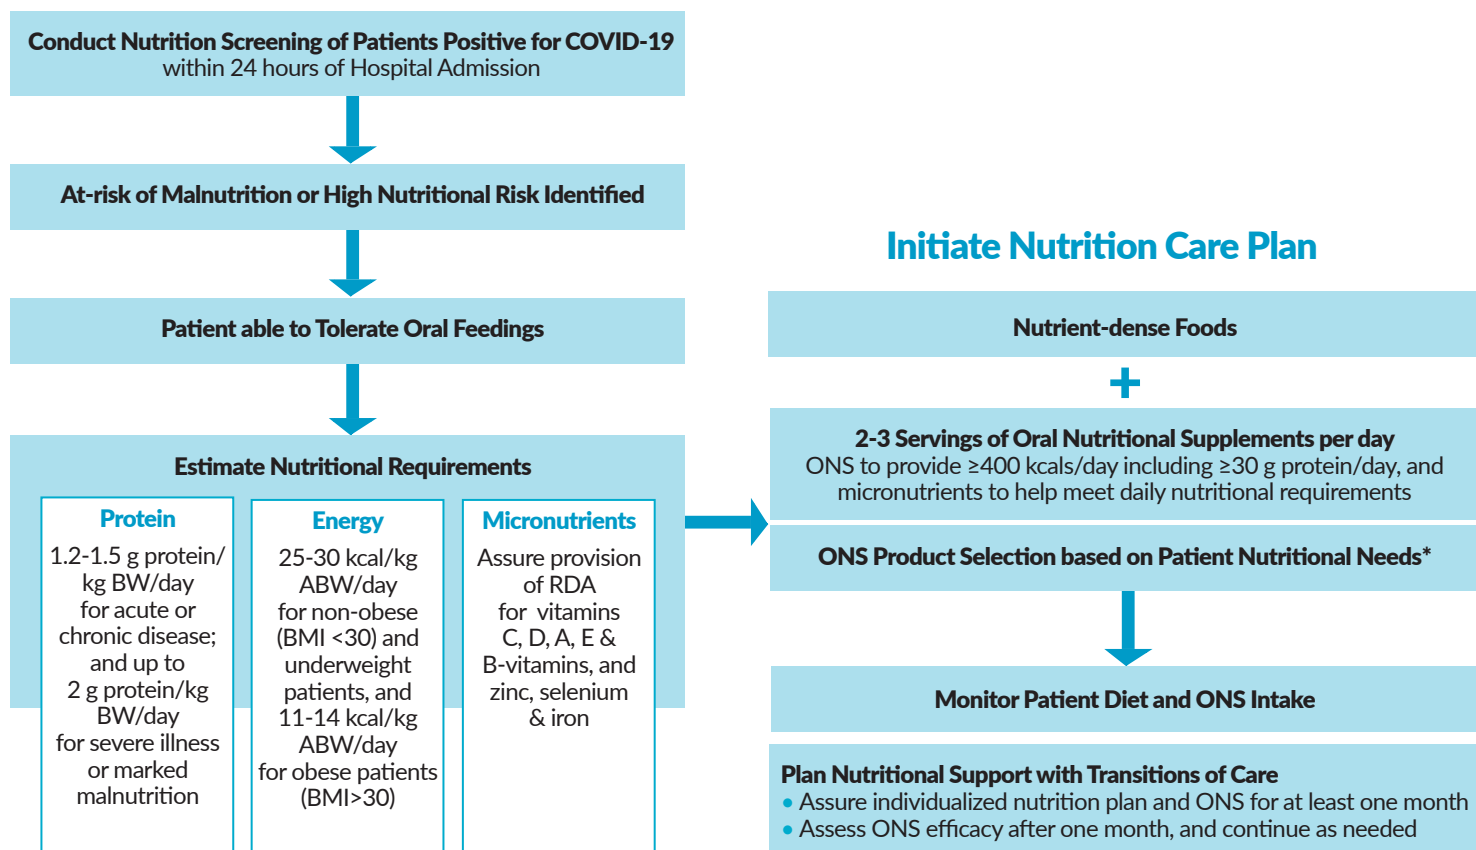 Conduct Nutrition Screening of Patients Positive for COVID-19
within 24 hours of Hospital Admission
At-risk of Malnutrition or High Nutritional Risk Identified
Patient able to Tolerate Oral Feedings
Estimate Nutritional Requirements
Protein
1.2-1.5 g protein/
kg BW/day
for acute or
chronic disease;
and up to
2 g protein/kg
BW/day
for severe illness
or marked
malnutrition
Energy
25-30 kcal/kg
ABW/day
for non-obese
(BMI <30) and
underweight
patients, and
11-14 kcal/kg
ABW/day
for obese patients
(BMI>30)
Micronutrients
Assure provision
of RDA
for vitamins
C, D, A, E &
B-vitamins, and
zinc, selenium
& iron
Initiate Nutrition Care Plan
Nutrient-dense Foods
+
2-3 Servings of Oral Nutritional Supplements per day
ONS to provide ≥400 kcals/day including ≥30 g protein/day, and
micronutrients to help meet daily nutritional requirements
ONS Product Selection based on Patient Nutritional Needs*
Monitor Patient Diet and ONS Intake
Plan Nutritional Support with Transitions of Care
• Assure individualized nutrition plan and ONS for at least one month
• Assess ONS efficacy after one month, and continue as needed